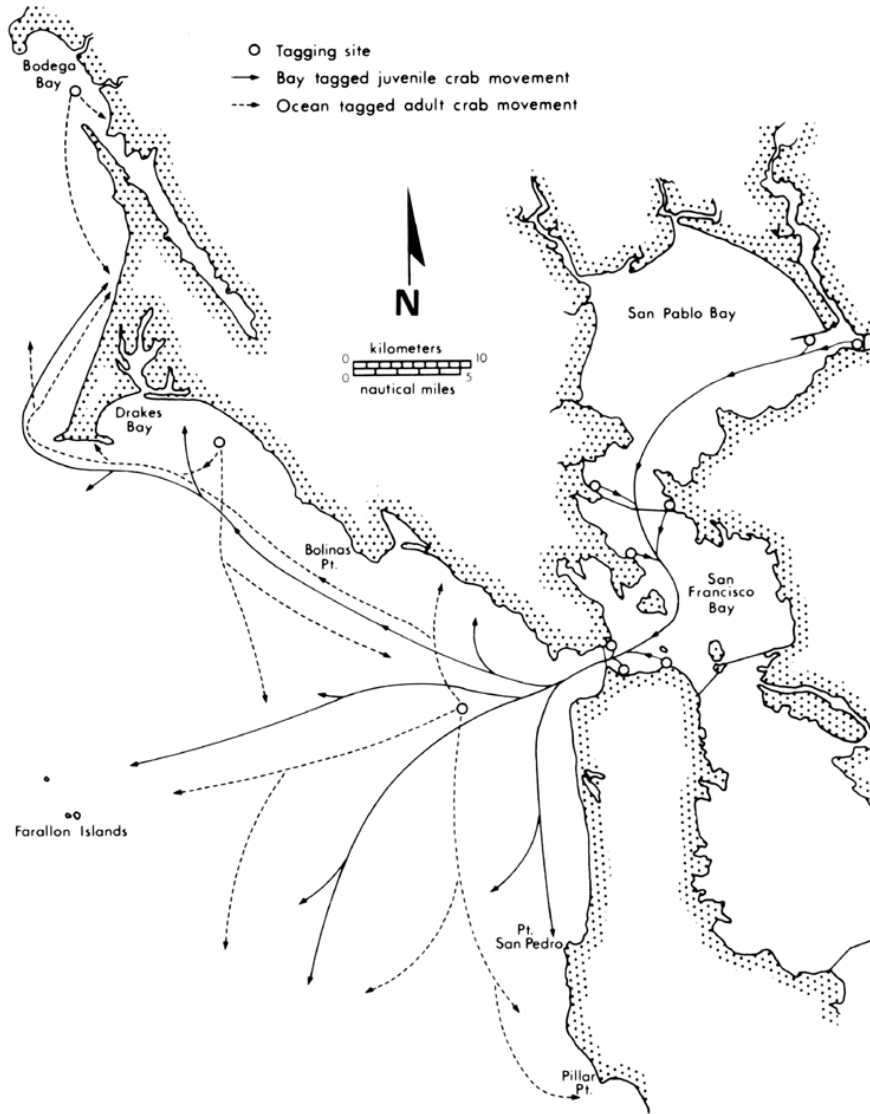 Tagging site
Bay tagged juvenile crab movement
Ocean tagged adult crab movement
Bodega
Bay
N
0 kilometers 10
0 nautical miles 5
San Pablo Bay
Drakes
Bay
Bolinas
Pt.
San
Francisco
Bay
Farallon Islands
Pt.
San Pedro
Pillar
Pt.